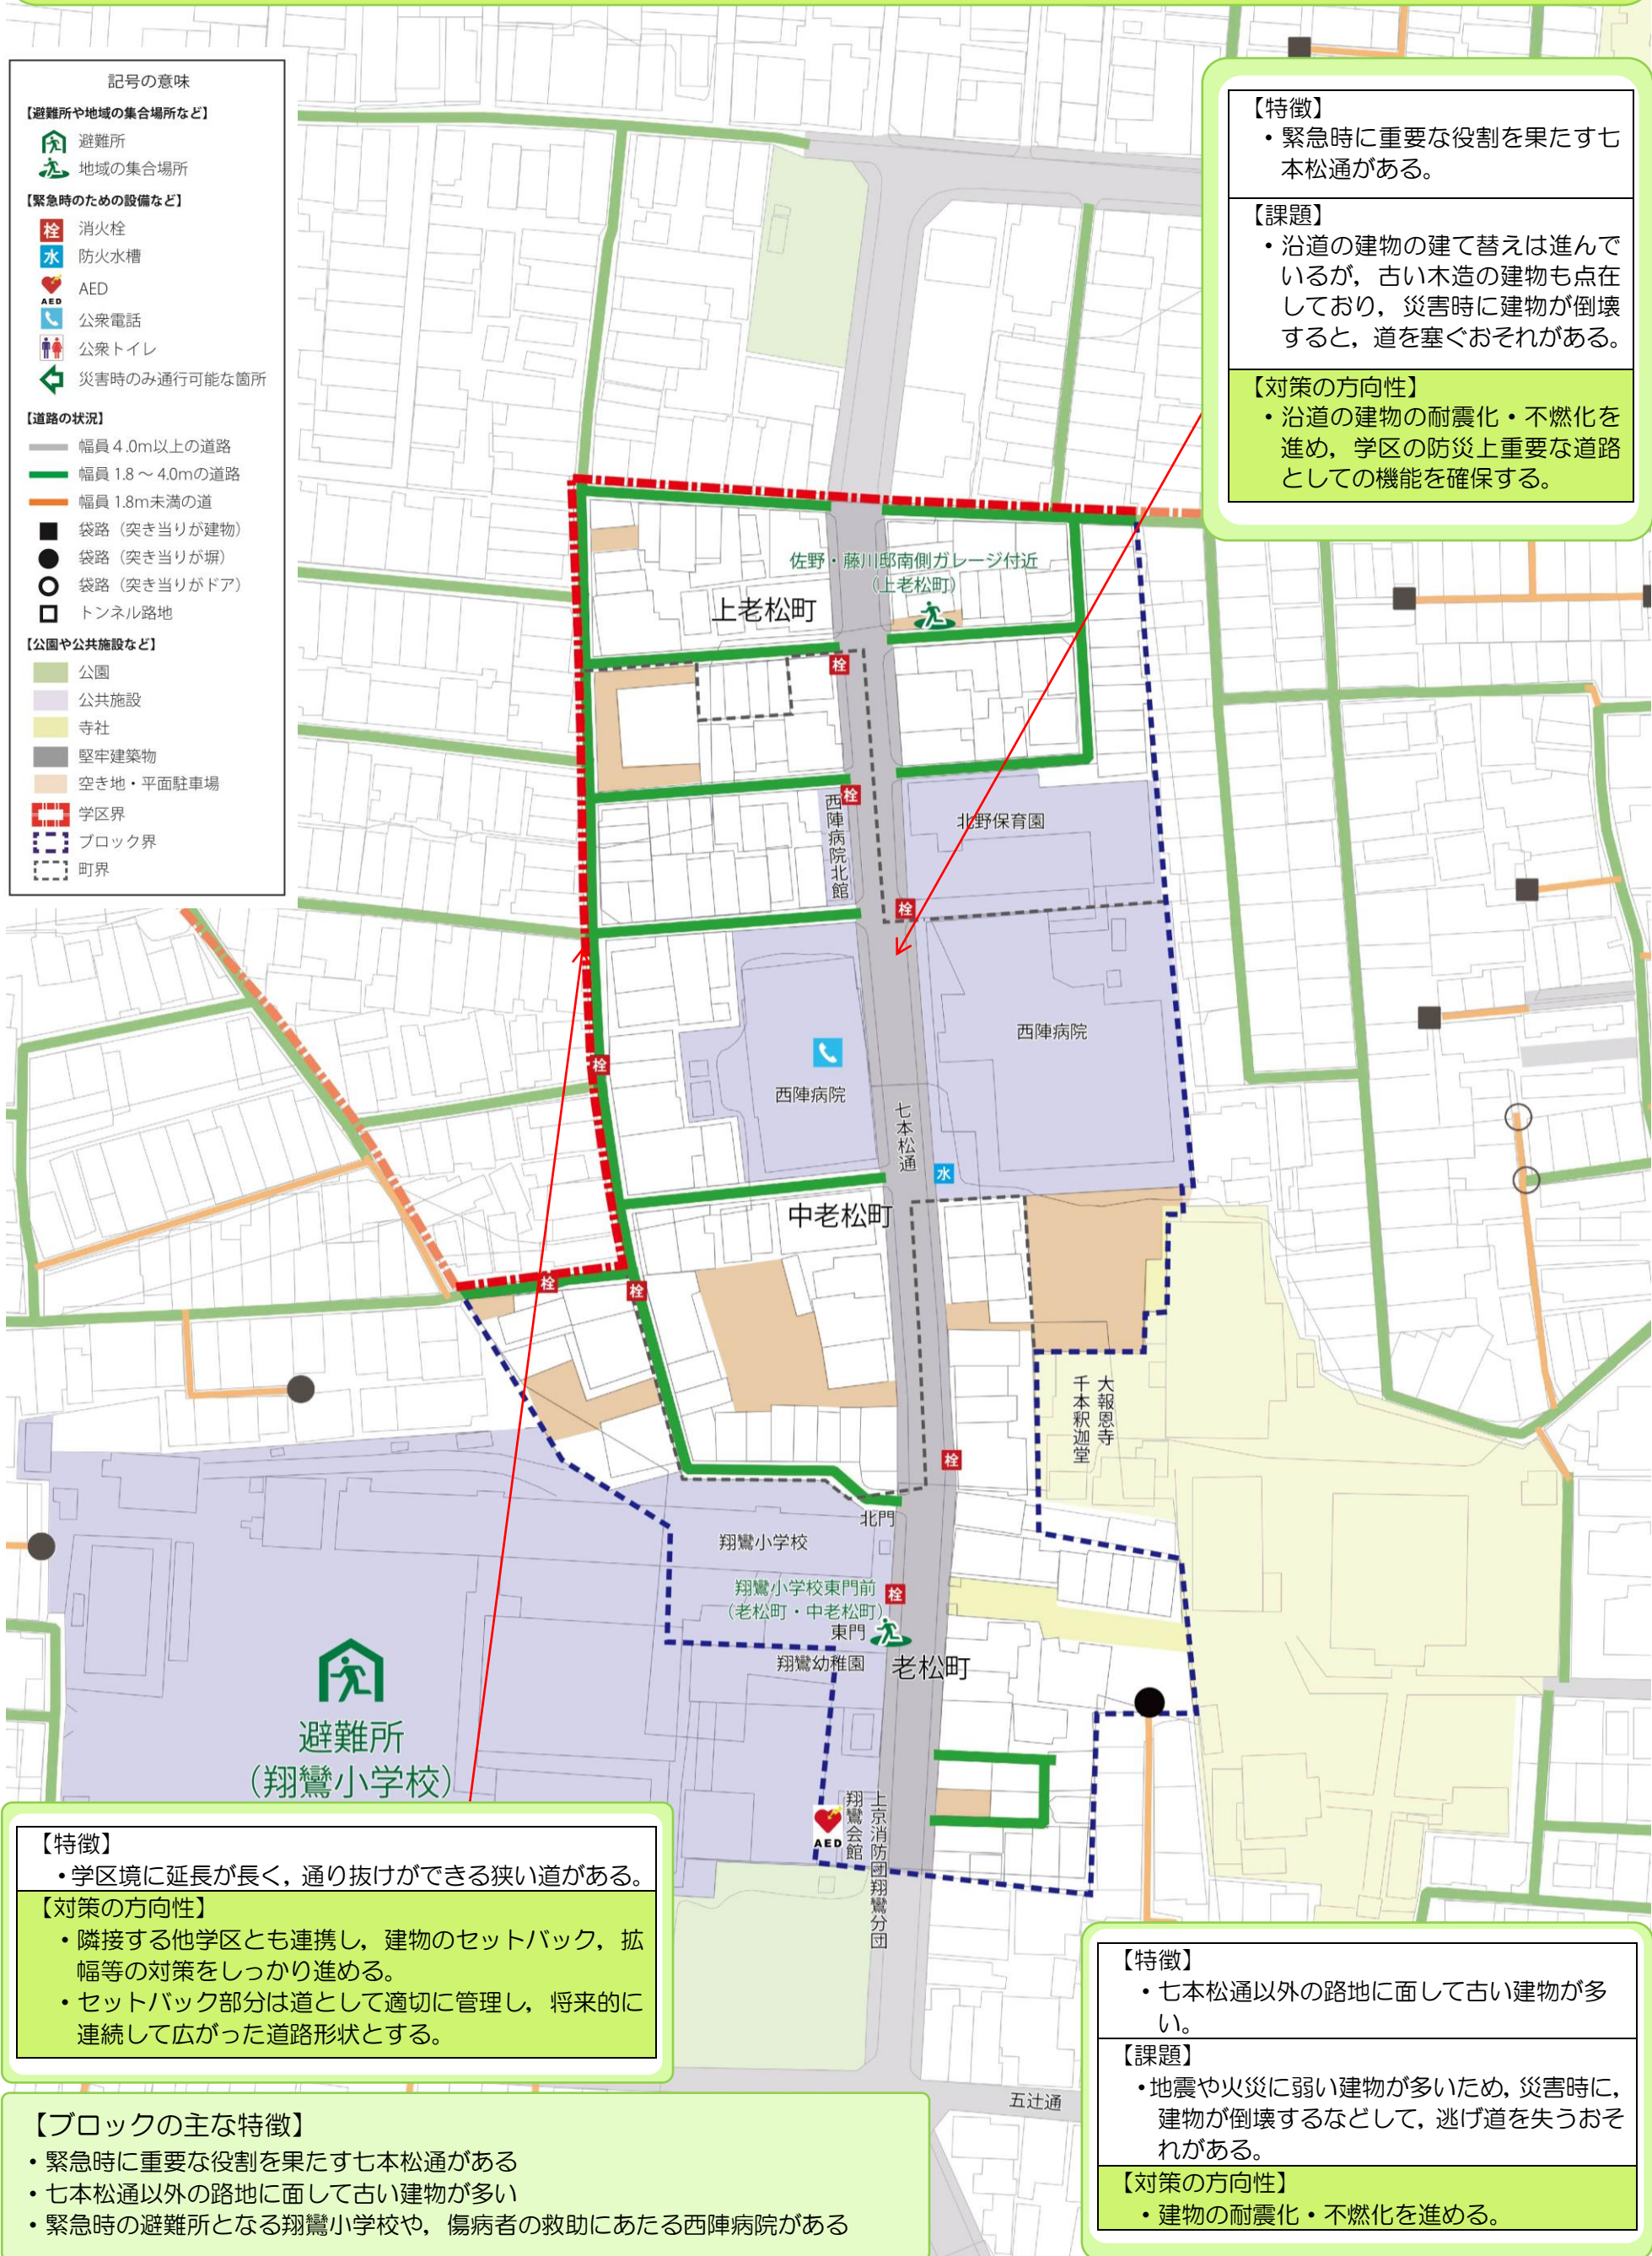 記号の意味
【避難所や地域の集合場所など】
避難所
地域の集合場所
【緊急時のための設備など】
栓 消火栓
水 防火水槽
AED AED
公衆電話
公衆トイレ
災害時のみ通行可能な箇所
【道路の状況】
幅員 4.0m以上の道路
幅員 1.8 〜 4.0mの道路
幅員 1.8m未満の道
袋路（突き当りが建物）
袋路（突き当りが塀）
袋路（突き当りがドア）
トンネル路地
【公園や公共施設など】
公園
公共施設
寺社
堅牢建築物
空き地・平面駐車場
学区界
ブロック界
町界
【特徴】
・緊急時に重要な役割を果たす七
本松通がある。
【課題】
・沿道の建物の建て替えは進んで
いるが，古い木造の建物も点在
しており，災害時に建物が倒壊
すると，道を塞ぐおそれがある。
【対策の方向性】
・沿道の建物の耐震化・不燃化を
進め，学区の防災上重要な道路
としての機能を確保する。
佐野・藤川邸南側ガレージ付近
（上老松町）
上老松町
栓
栓
西陣病院北館
北野保育園
栓
西陣病院
栓
西陣病院
七本松通
水
中老松町
栓
栓
大報恩寺
千本釈迦堂
栓
北門
翔鸞小学校
翔鸞小学校東門前
（老松町・中老松町）
栓
東門
翔鸞幼稚園
老松町
避難所
（翔鸞小学校）
AED
上京消防団翔鸞分団
翔鸞会館
五辻通
【特徴】
・学区境に延長が長く，通り抜けができる狭い道がある。
【対策の方向性】
・隣接する他学区とも連携し，建物のセットバック，拡
幅等の対策をしっかり進める。
・セットバック部分は道として適切に管理し，将来的に
連続して広がった道路形状とする。
【特徴】
・七本松通以外の路地に面して古い建物が多
い。
【課題】
・地震や火災に弱い建物が多いため，災害時に，
建物が倒壊するなどして，逃げ道を失うおそ
れがある。
【対策の方向性】
・建物の耐震化・不燃化を進める。
【ブロックの主な特徴】
・緊急時に重要な役割を果たす七本松通がある
・七本松通以外の路地に面して古い建物が多い
・緊急時の避難所となる翔鸞小学校や，傷病者の救助にあたる西陣病院がある